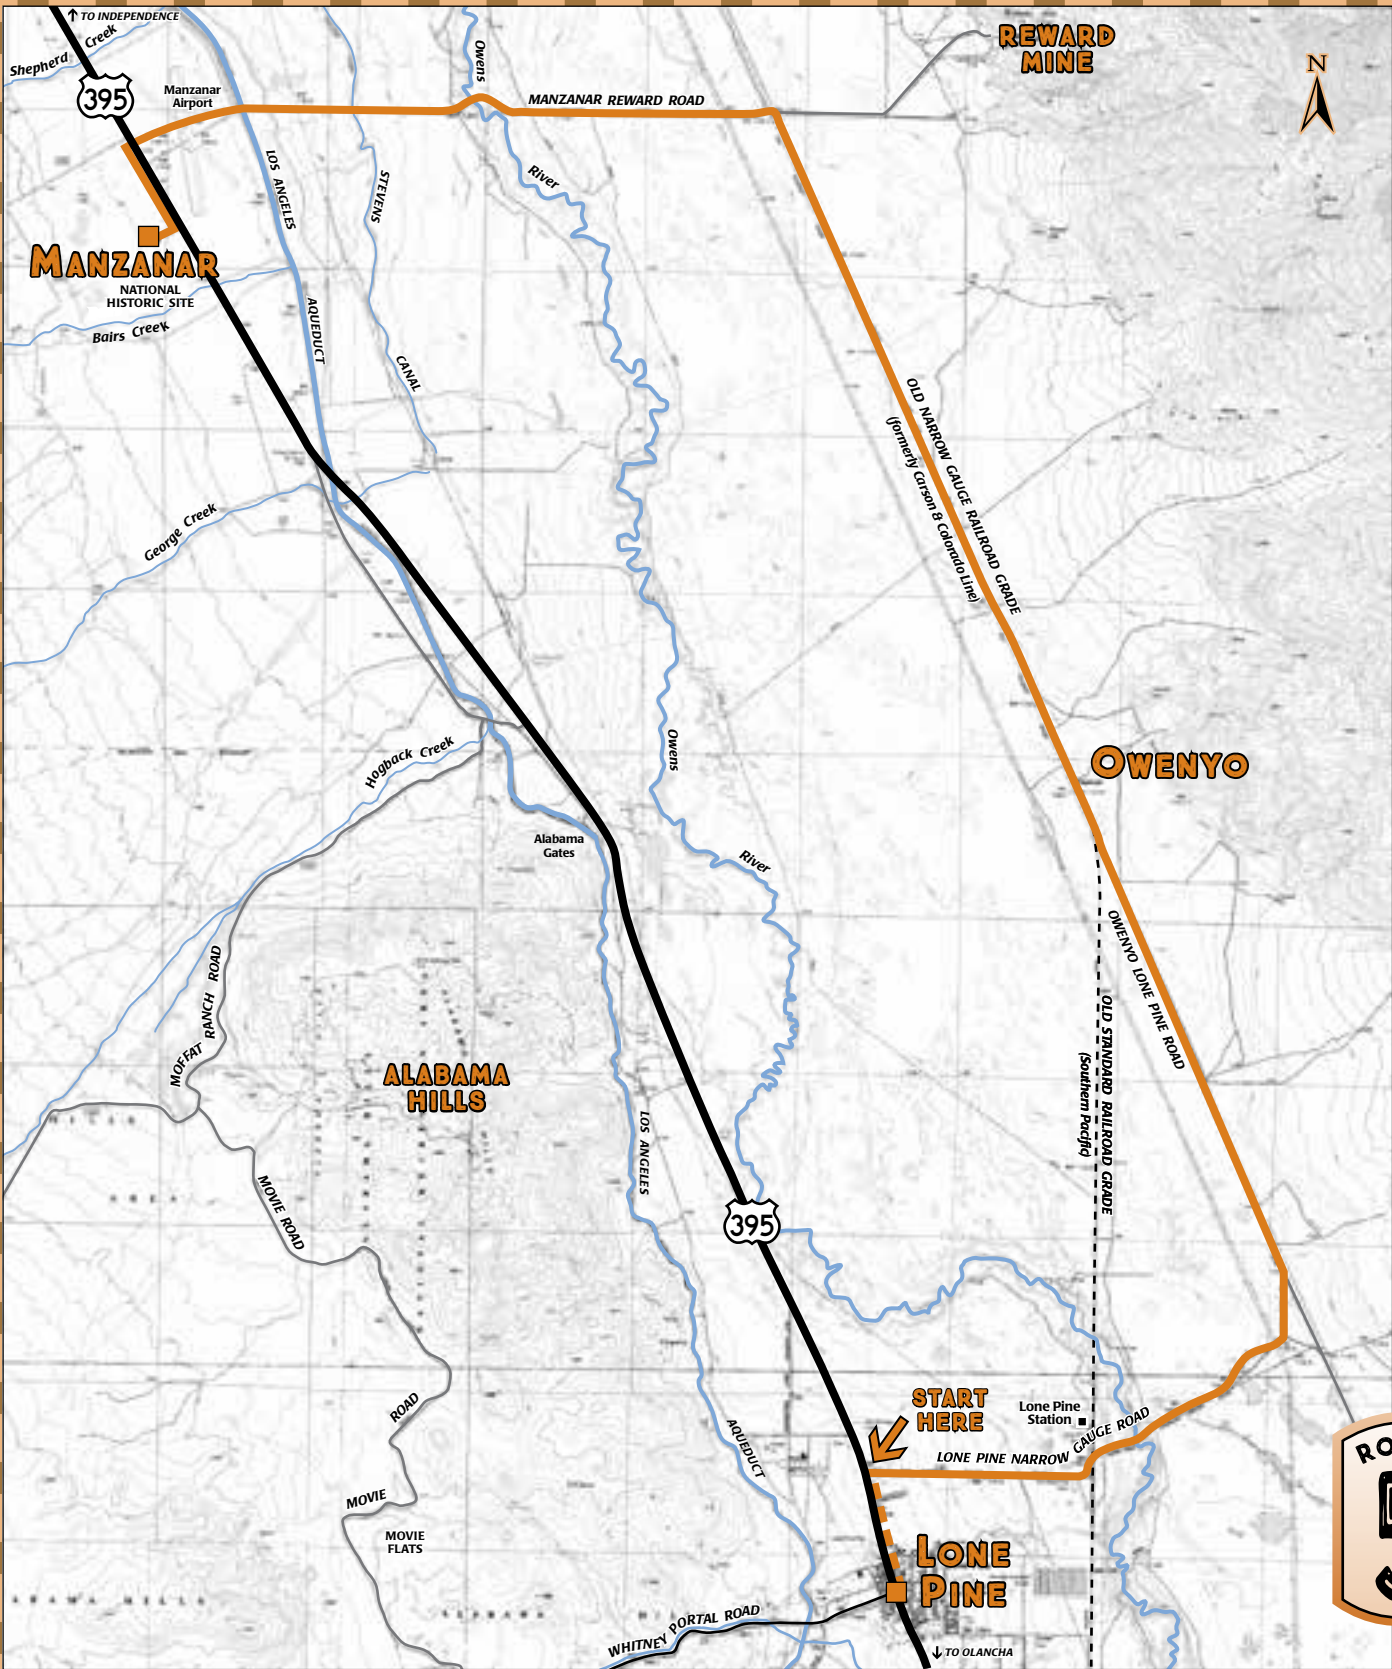 ↑ TO INDEPENDENCE
Shepherd Creek
395
Manzanar
Airport
Owens
MANZANAR REWARD ROAD
REWARD
MINE
N
LOS ANGELES
STEVENS
River
MANZANAR
NATIONAL
HISTORIC SITE
Bairs Creek
AQUEDUCT
CANAL
OLD NARROW GAUGE RAILROAD GRADE
(formerly Carson & Colorado Line)
George Creek
Hogback Creek
Owens
OWENYO
Alabama
Gates
River
MOFFAT RANCH ROAD
OWENYO LONE PINE ROAD
OLD STANDARD RAILROAD GRADE
(Southern Pacific)
ALABAMA
HILLS
LOS ANGELES
MOVIE ROAD
395
START
HERE
Lone Pine
Station
LONE PINE NARROW GAUGE ROAD
ROAD
AQUEDUCT
MOVIE
MOVIE
FLATS
LONE
PINE
WHITNEY PORTAL ROAD
↓ TO OLANCHA